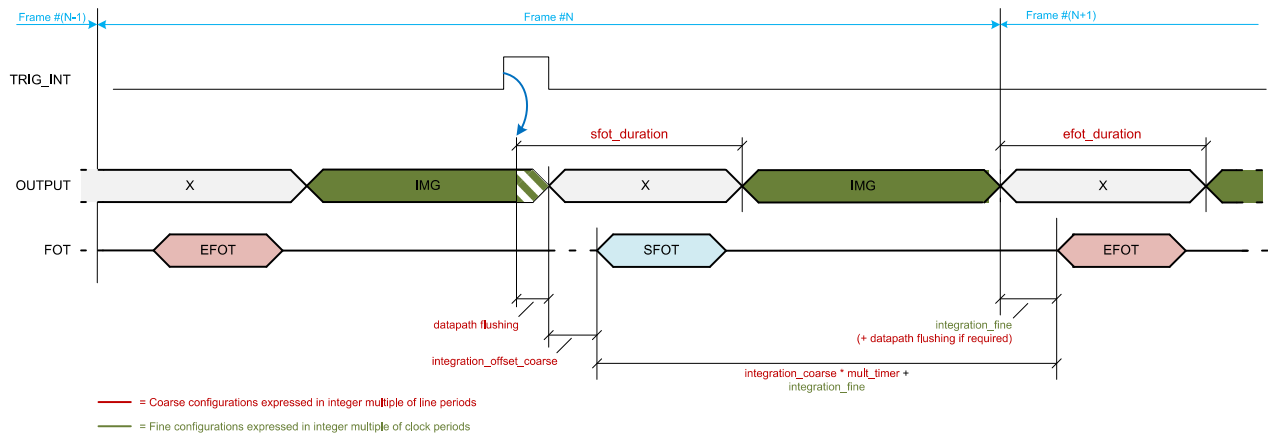 Frame #(N-1)
Frame #N
Frame #(N+1)
TRIG_INT
sfot_duration
efot_duration
OUTPUT
X
IMG
X
IMG
X
FOT
EFOT
SFOT
EFOT
datapath flushing
integration_fine
(+ datapath flushing if required)
integration_offset_coarse
integration_coarse * mult_timer +
integration_fine
= Coarse configurations expressed in integer multiple of line periods
= Fine configurations expressed in integer multiple of clock periods